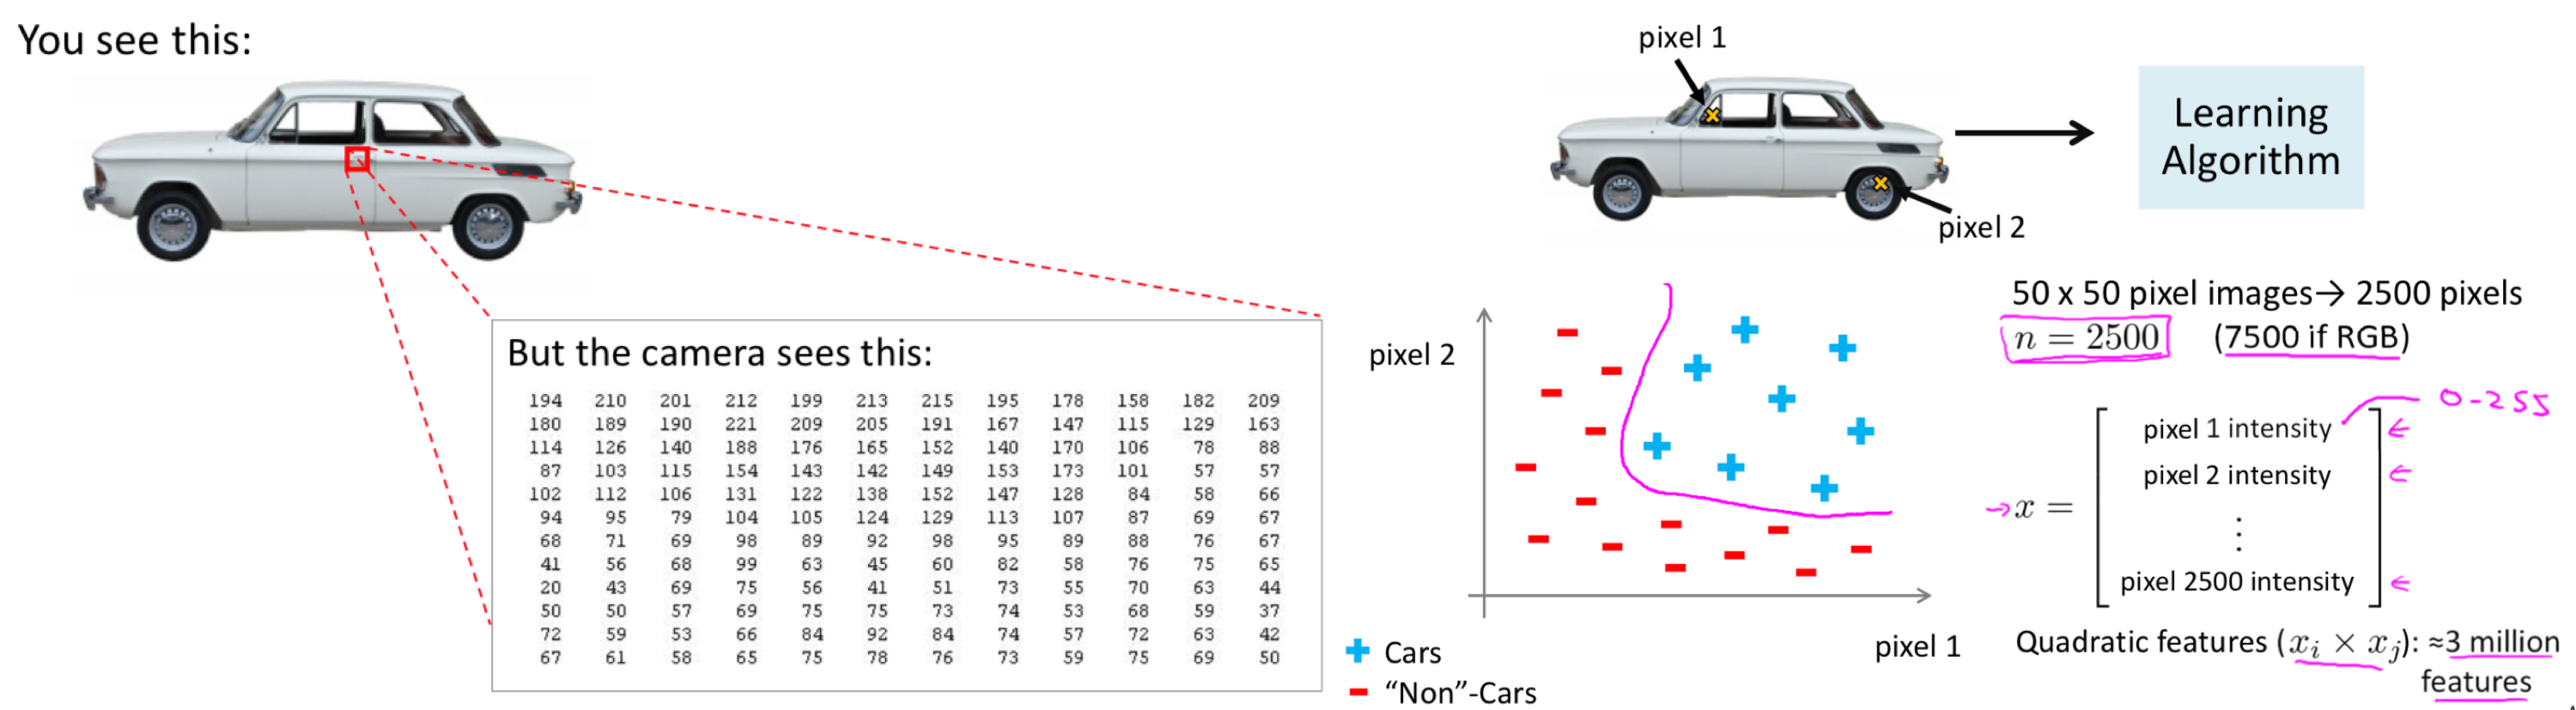 You see this:
But the camera sees this:
194 210 201 212 199 213 215 195 178 158 182 209
180 189 190 221 209 205 191 167 147 115 129 163
114 126 140 188 176 165 152 140 170 106 78 88
87 103 115 154 143 142 149 153 173 101 57 57
102 112 106 131 122 138 152 147 128 84 58 66
94 95 79 104 105 124 129 113 107 87 69 67
68 71 69 98 89 92 98 95 89 88 76 67
41 56 68 99 63 45 60 82 58 76 75 65
20 43 69 75 56 41 51 73 55 70 63 44
50 50 57 69 75 75 73 74 53 68 59 37
72 59 53 66 84 92 84 74 57 72 63 42
67 61 58 65 75 78 76 73 59 75 69 50
pixel 1
pixel 2
Learning
Algorithm
pixel 2
pixel 1
+ Cars
- “Non”-Cars
50 x 50 pixel images→ 2500 pixels
n = 2500 (7500 if RGB)
0-255
x =
pixel 1 intensity
pixel 2 intensity
⋮
pixel 2500 intensity
Quadratic features (x_i × x_j): ≈3 million
features